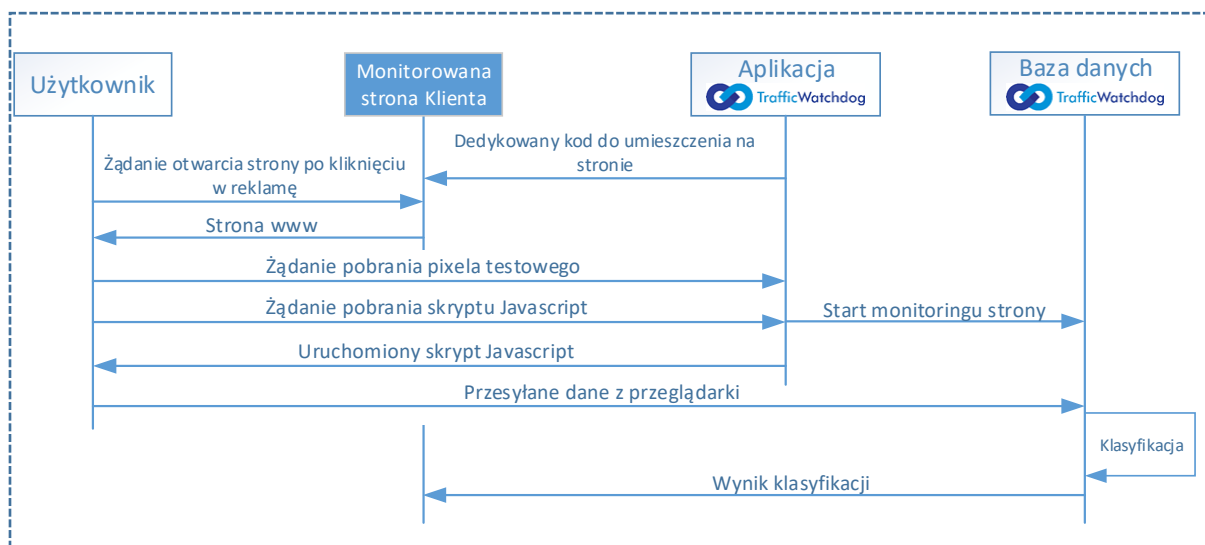 Użytkownik
Monitorowana
strona Klienta
Aplikacja
TrafficWatchdog
Baza danych
TrafficWatchdog
Dedykowany kod do umieszczenia na
stronie
Żądanie otwarcia strony po kliknięciu
w reklamę
Strona www
Żądanie pobrania pixela testowego
Żądanie pobrania skryptu Javascript
Start monitoringu strony
Uruchomiony skrypt Javascript
Przesyłane dane z przeglądarki
Klasyfikacja
Wynik klasyfikacji